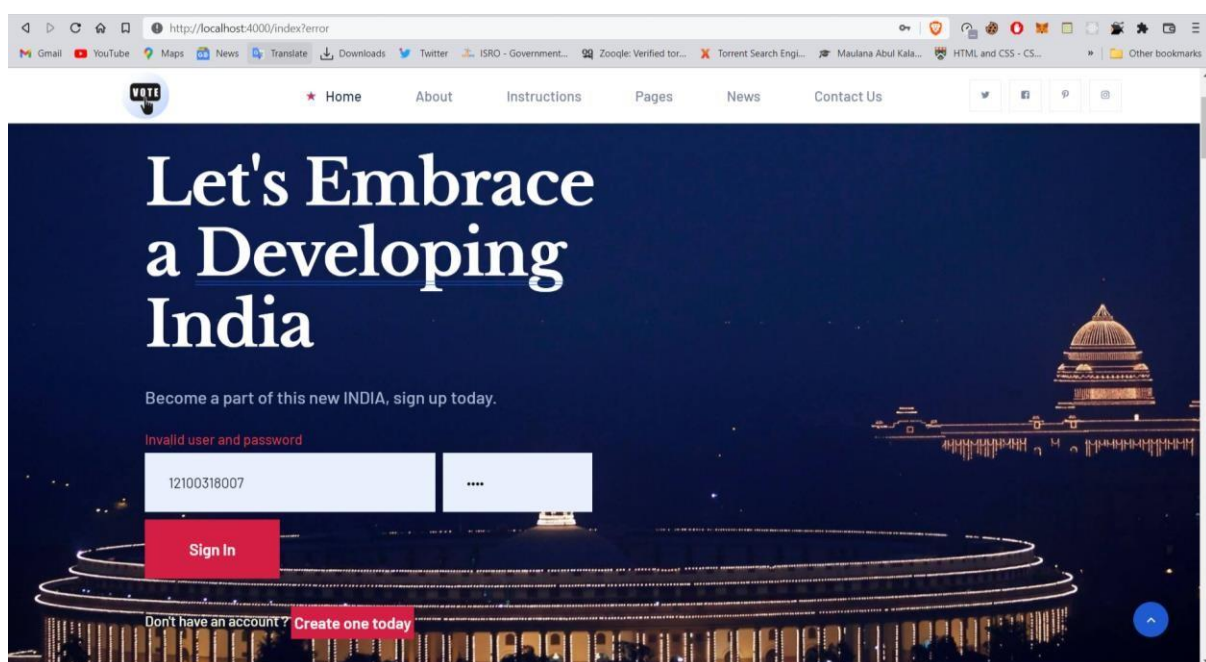 http://localhost:4000/index?error
Gmail YouTube Maps News Translate Downloads Twitter ISRO - Government... Zooqle: Verified tor... Torrent Search Engi... Maulana Abul Kala... HTML and CSS - CS... » Other bookmarks
VOTE
Home About Instructions Pages News Contact Us
Let's Embrace
a Developing
India
Become a part of this new INDIA, sign up today.
Invalid user and password
12100318007 ••••
Sign In
Don't have an account ? Create one today